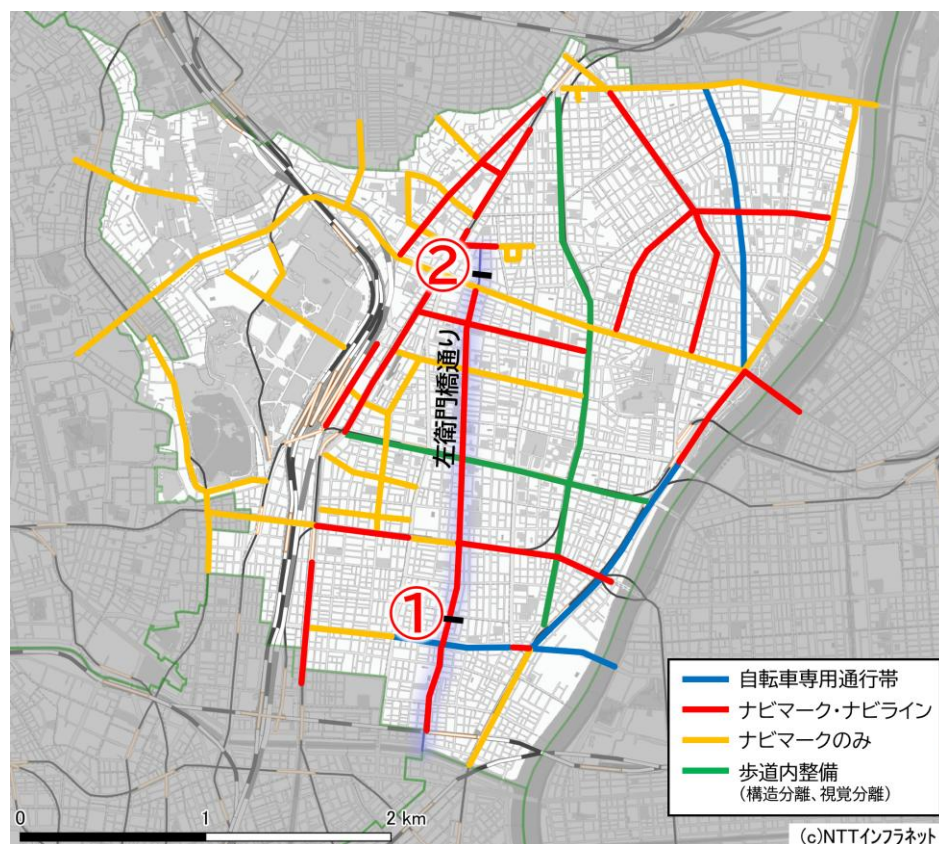 ②
左衛門橋通り
①
自転車専用通行帯
ナビマーク・ナビライン
ナビマークのみ
歩道内整備
(構造分離、視覚分離)
0 1 2 km
(c)NTTインフラネット